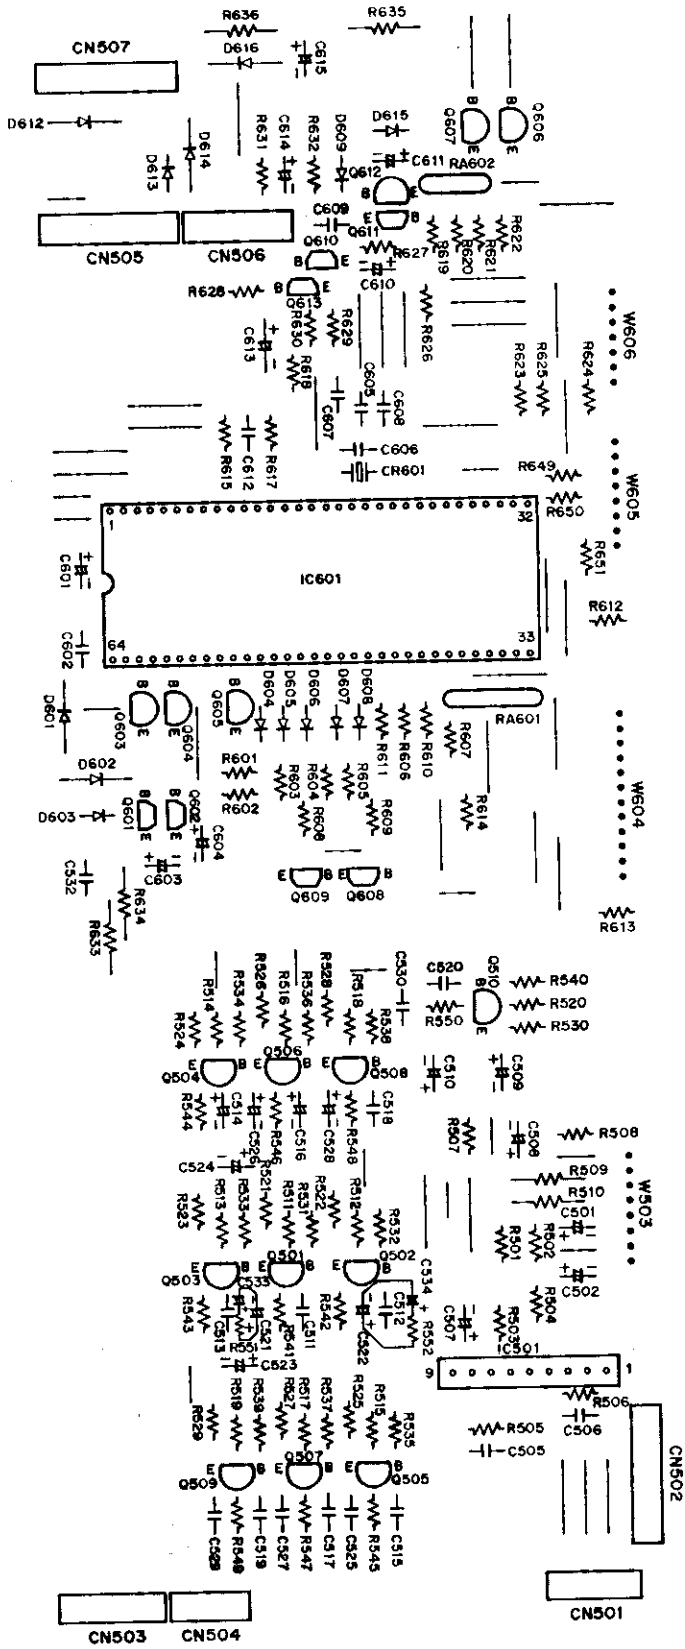 R636
R635
CN507
D616
C615
D612
R631
C614
R632
D609
D615
Q607
B
E
Q606
B
E
D613
D614
C611
Q612
B
E
RA602
CN505
CN506
C609
Q611
E
B
Q610
B
E
R627
R619
R620
R621
R622
R628
B
E
Q613
C610
C613
R630
R629
R618
R626
W606
C607
C605
C608
R623
R625
R624
R615
C612
R617
C606
CR601
R649
R650
W605
1
32
C601
IC601
R651
R612
64
33
C602
D601
B
E
Q603
B
E
Q604
B
E
Q605
D604
D605
D606
D607
D608
RA601
R611
R606
R610
R607
D602
R601
R602
R603
R604
R605
R609
R608
R614
W604
D603
B
E
Q601
B
E
Q602
C604
C603
C532
E
B
Q609
E
B
Q608
R634
R633
R613
R524
R514
R534
R526
R516
R536
R528
R518
R538
C530
C520
R550
Q510
B
E
R540
R520
R530
E
B
Q504
Q506
E
B
E
B
Q508
C510
C509
R544
C514
C526
R546
C516
C528
R548
C518
R507
C508
R508
C524
R523
R513
R533
R521
R511
R531
R522
R512
R532
R509
R510
C501
W503
R501
R502
C502
E
B
Q503
C533
Q501
E
B
E
B
Q502
C534
R543
C513
R551
C521
R541
C511
R542
C522
C512
R552
C507
R503
R504
C523
IC501
9
1
R506
C506
R529
R519
R539
R527
R517
R537
R525
R515
R535
R505
C505
CN502
E
B
Q509
Q507
E
B
E
B
Q505
C529
R549
C519
C527
R547
C517
C525
R545
C515
CN503
CN504
CN501